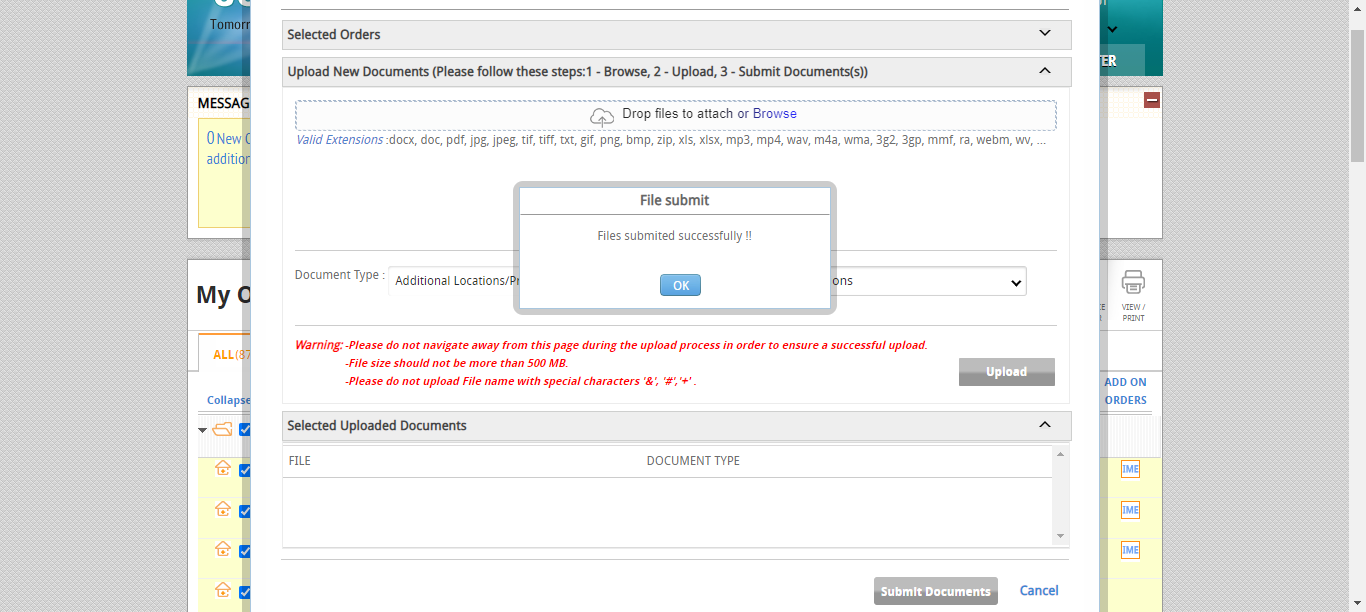 Selected Orders
Upload New Documents (Please follow these steps:1 - Browse, 2 - Upload, 3 - Submit Documents(s))
MESSAG
0 New
addition
Drop files to attach or Browse
Valid Extensions :docx, doc, pdf, jpg, jpeg, tif, tiff, txt, gif, png, bmp, zip, xls, xlsx, mp3, mp4, wav, m4a, wma, 3g2, 3gp, mmf, ra, webm, wv, ...
File submit
Files submited successfully !!
OK
Document Type :
Additional Locations/Pr
ons
My O
VIEW /
PRINT
Warning: -Please do not navigate away from this page during the upload process in order to ensure a successful upload.
-File size should not be more than 500 MB.
-Please do not upload File name with special characters '&', '#','+' .
Upload
ALL(87
Collapse
ADD ON
ORDERS
Selected Uploaded Documents
FILE
DOCUMENT TYPE
IME
IME
IME
Submit Documents
Cancel